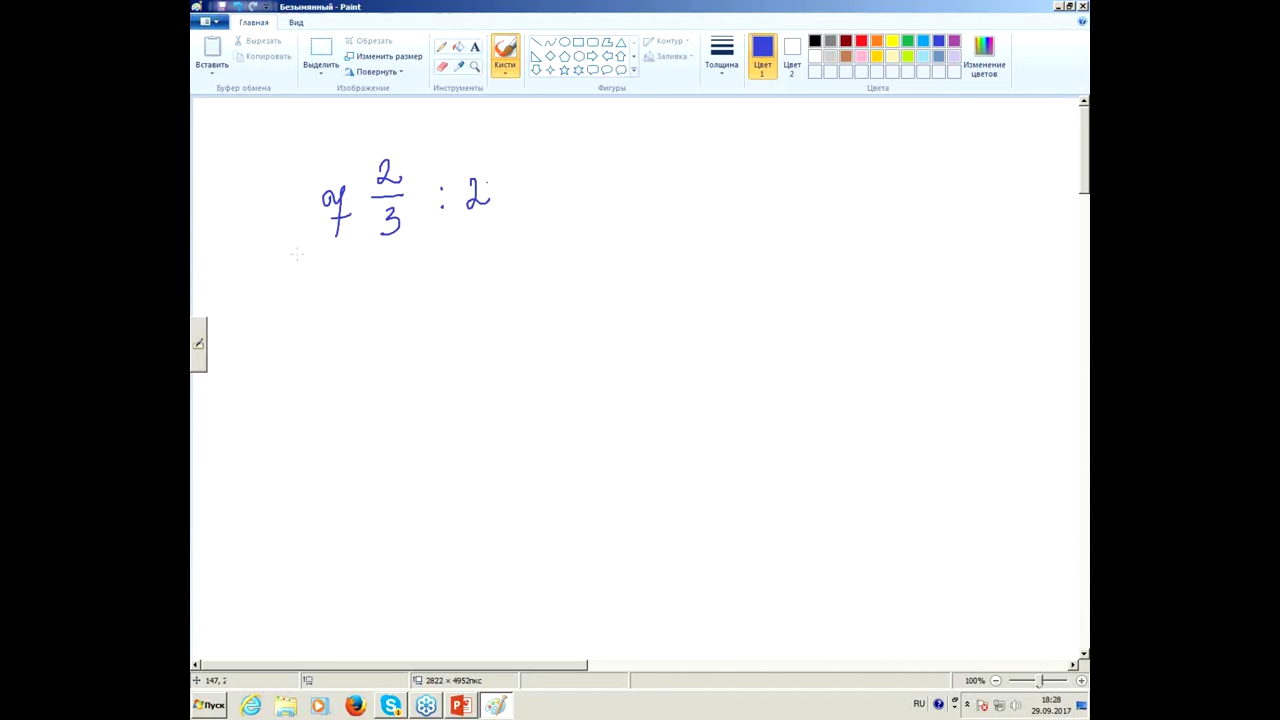 Безымянный - Paint
Главная Вид
Вставить
Вырезать
Копировать
Буфер обмена
Выделить
Обрезать
Изменить размер
Повернуть
Изображение
A
Инструменты
Кисти
Контур
Заливка
Фигуры
Толщина
Цвет 1
Цвет 2
Изменение цветов
Цвета
2/3 : 2
147, 2
2822 × 4952пкс
100%
Пуск
RU
18:28
29.09.2017